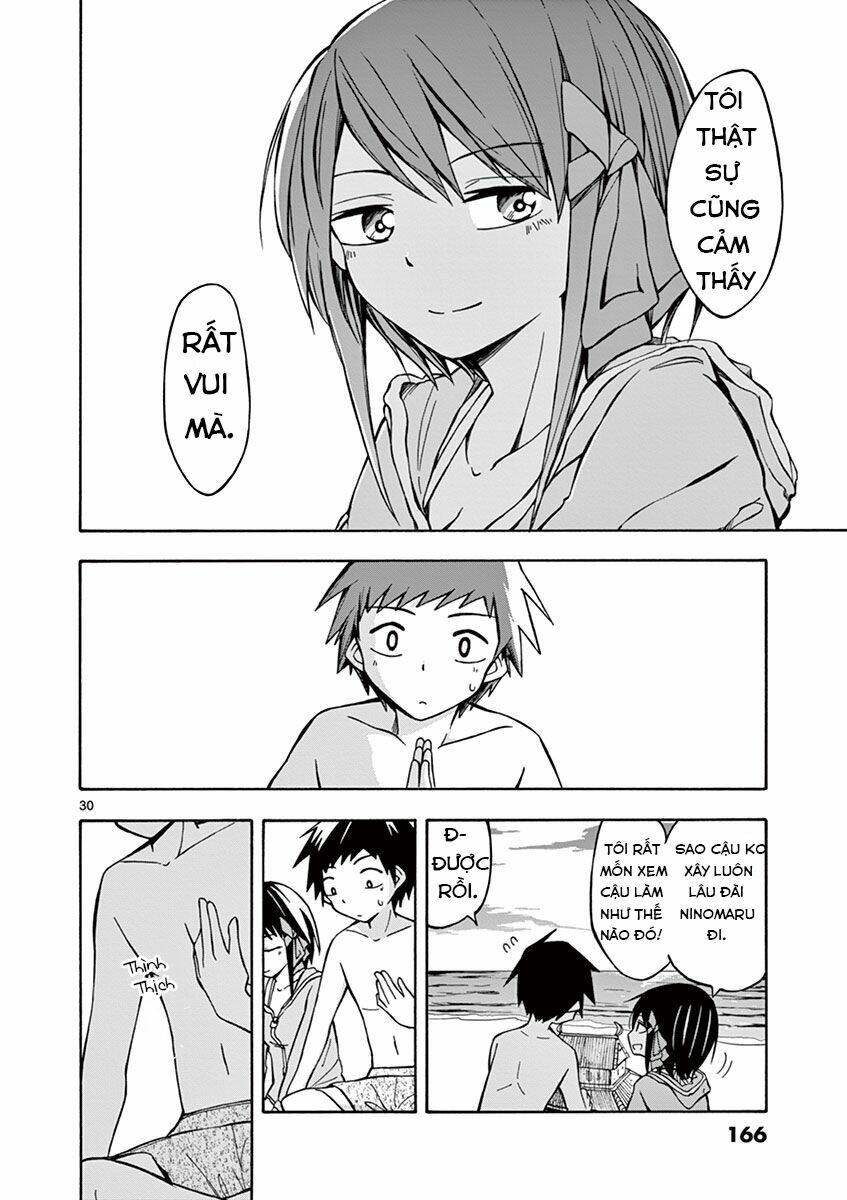 TÔI
THẬT
SỰ
CŨNG
CẢM
THẤY
RẤT
VUI
MÀ.
30
SAO CẬU KO
XÂY LUÔN
LÂU ĐÀI
NINOMARU
ĐI.
TÔI RẤT
MỐN XEM
CẬU LÀM
NHƯ THẾ
NÀO ĐÓ!
Đ-
ĐƯỢC
RỒI.
Thình
Thịch
166